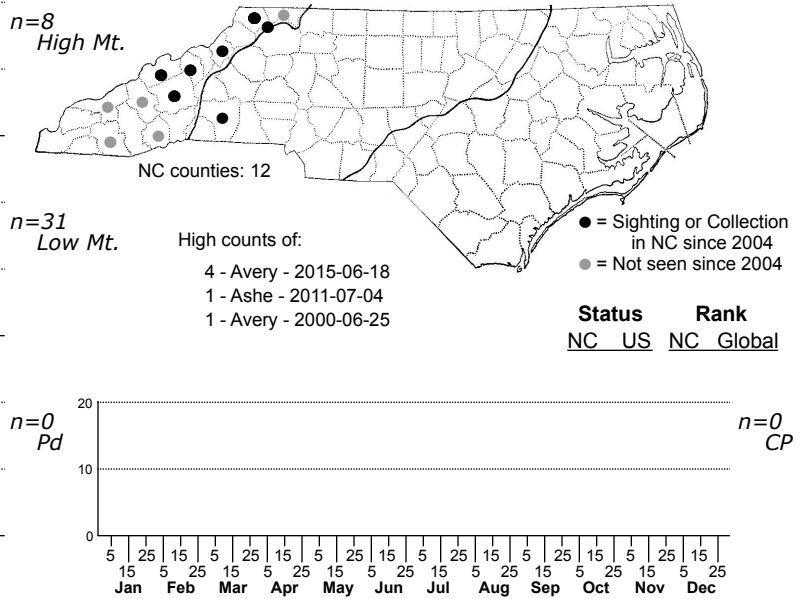 n=8
High Mt.
NC counties: 12
n=31
Low Mt.
High counts of:
4 - Avery - 2015-06-18
1 - Ashe - 2011-07-04
1 - Avery - 2000-06-25
● = Sighting or Collection
in NC since 2004
● = Not seen since 2004
Status Rank
NC US NC Global
n=0
Pd
n=0
CP
20
10
0
5 25 15 5 25 15 5 25 15 5 25 15 5 25 15 5 25 15
15 5 25 15 5 25 15 5 25 15 5 25 15 5 25 15 5 25
Jan Feb Mar Apr May Jun Jul Aug Sep Oct Nov Dec